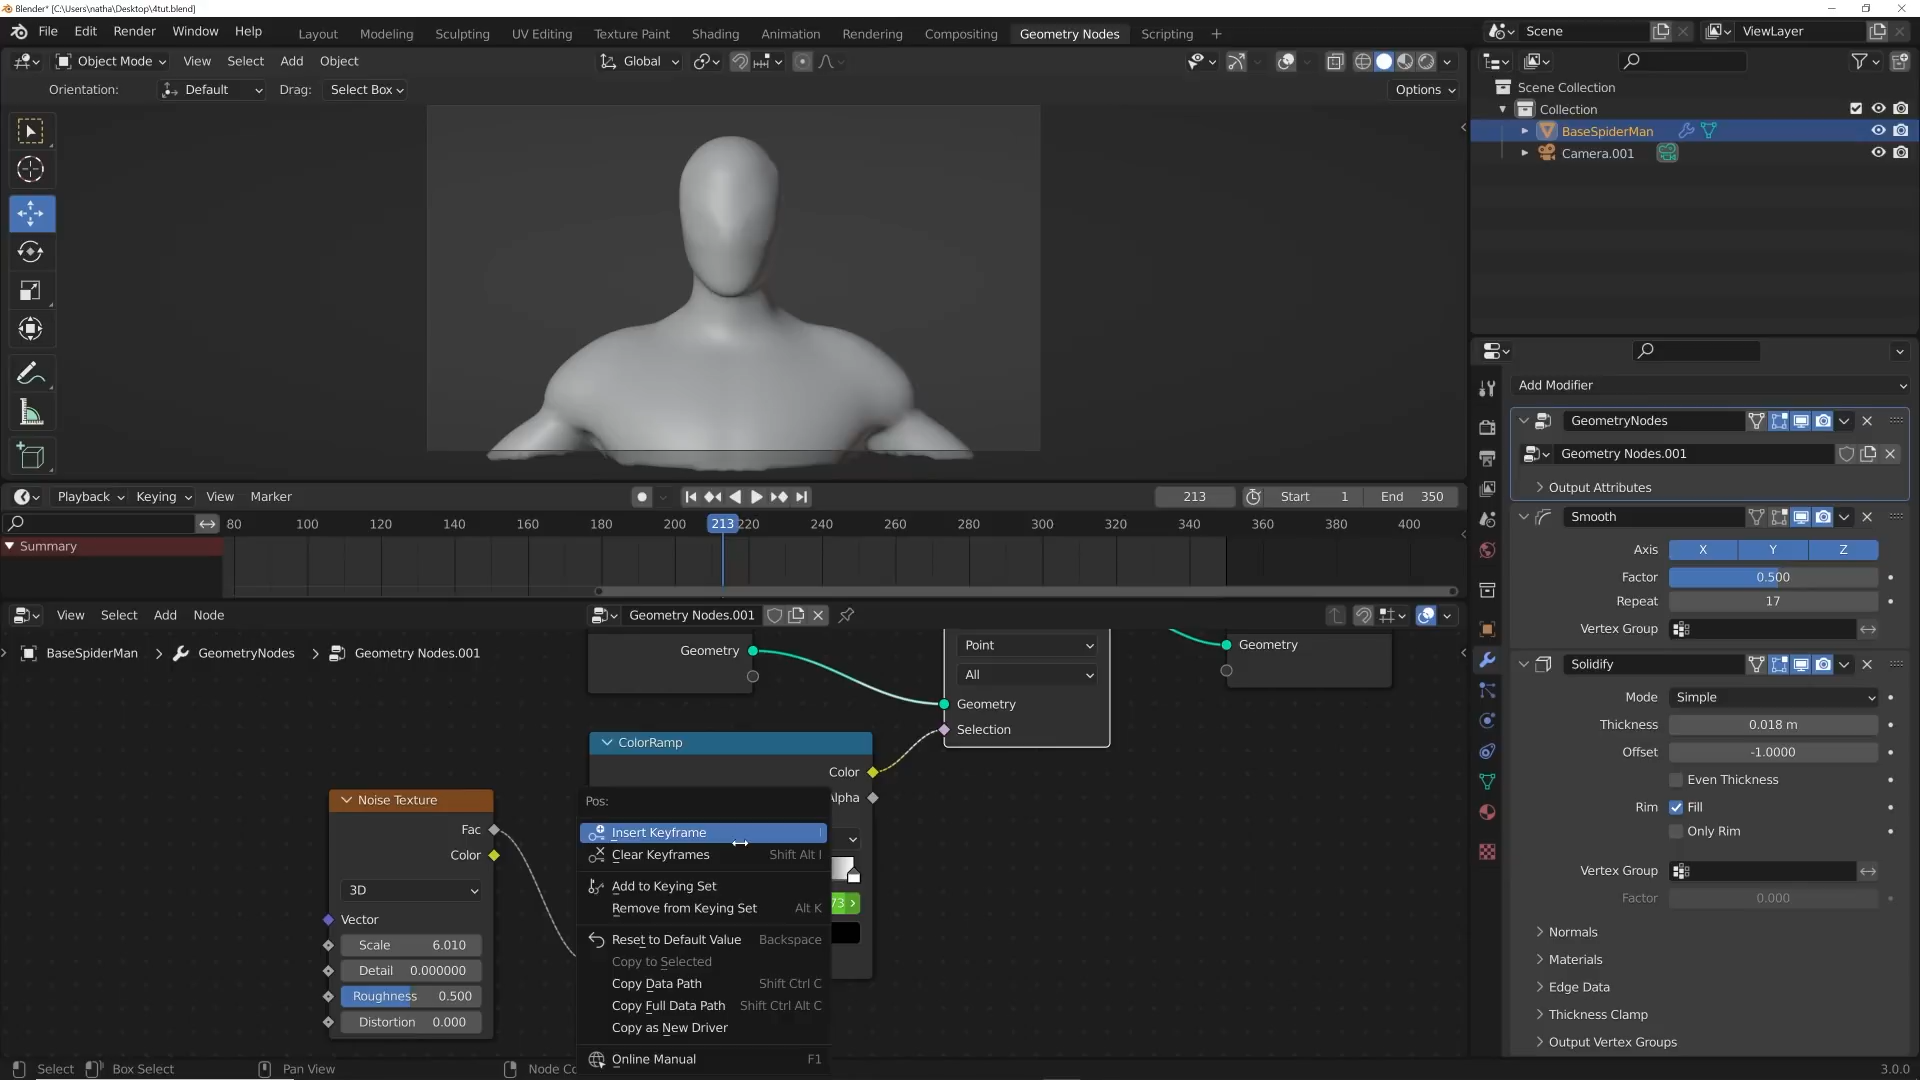 Blender* [C:\Users\natha\Desktop\4tut.blend]
File Edit Render Window Help Layout Modeling Sculpting UV Editing Texture Paint Shading Animation Rendering Compositing Geometry Nodes Scripting +
Scene ViewLayer
Object Mode View Select Add Object Global
Orientation: Default Drag: Select Box Options
Scene Collection
Collection
BaseSpiderMan
Camera.001
Playback Keying View Marker 213 Start 1 End 350
80 100 120 140 160 180 200 213 220 240 260 280 300 320 340 360 380 400
Summary
View Select Add Node Geometry Nodes.001
BaseSpiderMan > GeometryNodes > Geometry Nodes.001
Geometry
Point
All
Geometry
Selection
Geometry
ColorRamp
Color
Alpha
73
Noise Texture
Fac
Color
3D
Vector
Scale 6.010
Detail 0.000000
Roughness 0.500
Distortion 0.000
Pos:
Insert Keyframe I
Clear Keyframes Shift Alt I
Add to Keying Set
Remove from Keying Set Alt K
Reset to Default Value Backspace
Copy to Selected
Copy Data Path Shift Ctrl C
Copy Full Data Path Shift Ctrl Alt C
Copy as New Driver
Online Manual F1
Add Modifier
GeometryNodes
Geometry Nodes.001
Output Attributes
Smooth
Axis X Y Z
Factor 0.500
Repeat 17
Vertex Group
Solidify
Mode Simple
Thickness 0.018 m
Offset -1.0000
Even Thickness
Rim Fill
Only Rim
Vertex Group
Factor 0.000
Normals
Materials
Edge Data
Thickness Clamp
Output Vertex Groups
Select Box Select Pan View Node Co
3.0.0